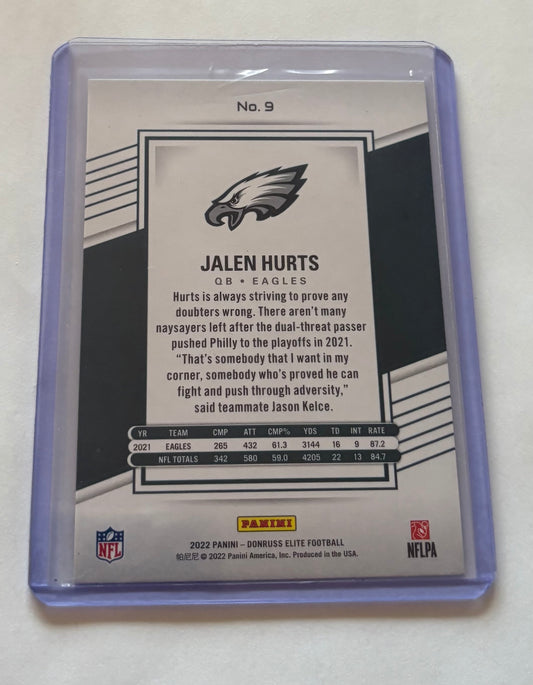 No. 9
JALEN HURTS
QB • EAGLES
Hurts is always striving to prove any
doubters wrong. There aren't many
naysayers left after the dual-threat passer
pushed Philly to the playoffs in 2021.
"That's somebody that I want in my
corner, somebody who's proved he can
fight and push through adversity,"
said teammate Jason Kelce.
YR TEAM CMP ATT CMP% YDS TD INT RATE
2021 EAGLES 265 432 61.3 3144 16 9 87.2
NFL TOTALS 342 580 59.0 4205 22 13 84.7
PANINI
2022 PANINI – DONRUSS ELITE FOOTBALL
帕尼尼 © 2022 Panini America, Inc. Produced in the USA.
NFL
NFLPA